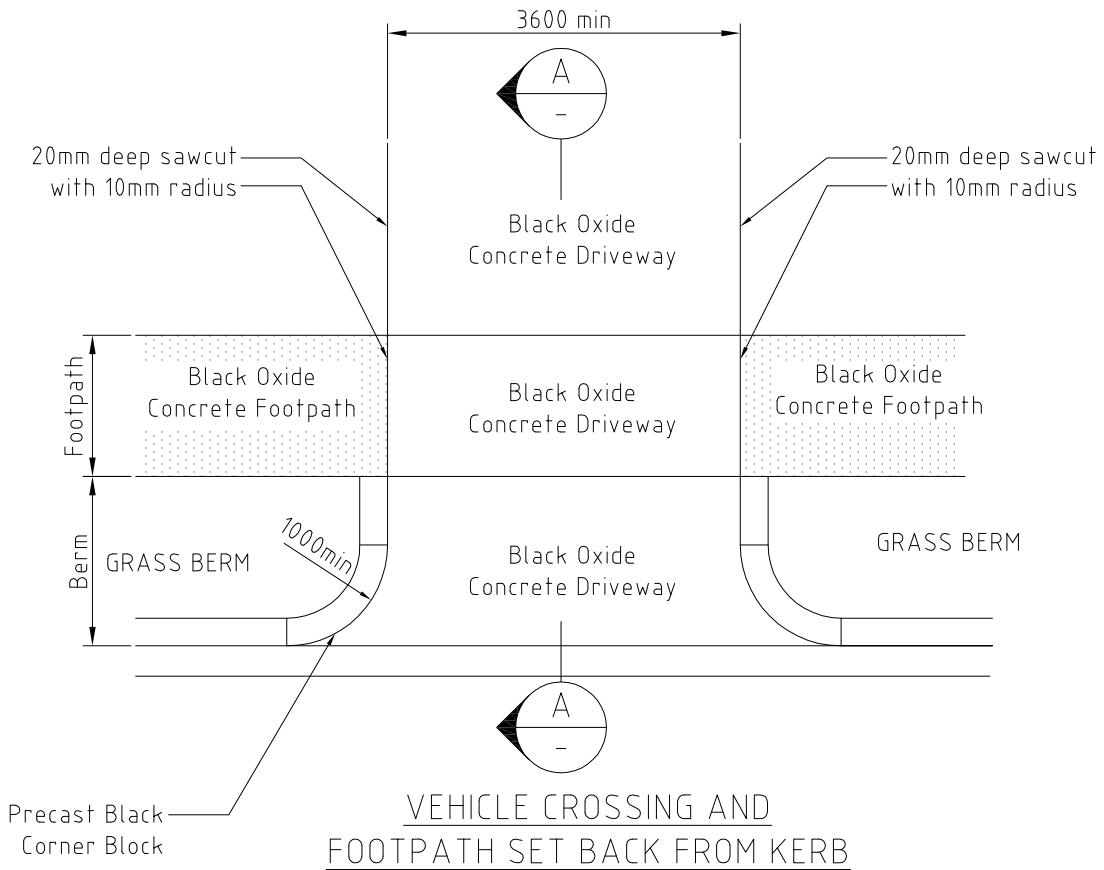 3600 min
A
-
20mm deep sawcut
with 10mm radius
20mm deep sawcut
with 10mm radius
Black Oxide
Concrete Driveway
Footpath
Black Oxide
Concrete Footpath
Black Oxide
Concrete Driveway
Black Oxide
Concrete Footpath
Berm
GRASS BERM
1000min
Black Oxide
Concrete Driveway
GRASS BERM
A
-
Precast Black
Corner Block
VEHICLE CROSSING AND
FOOTPATH SET BACK FROM KERB